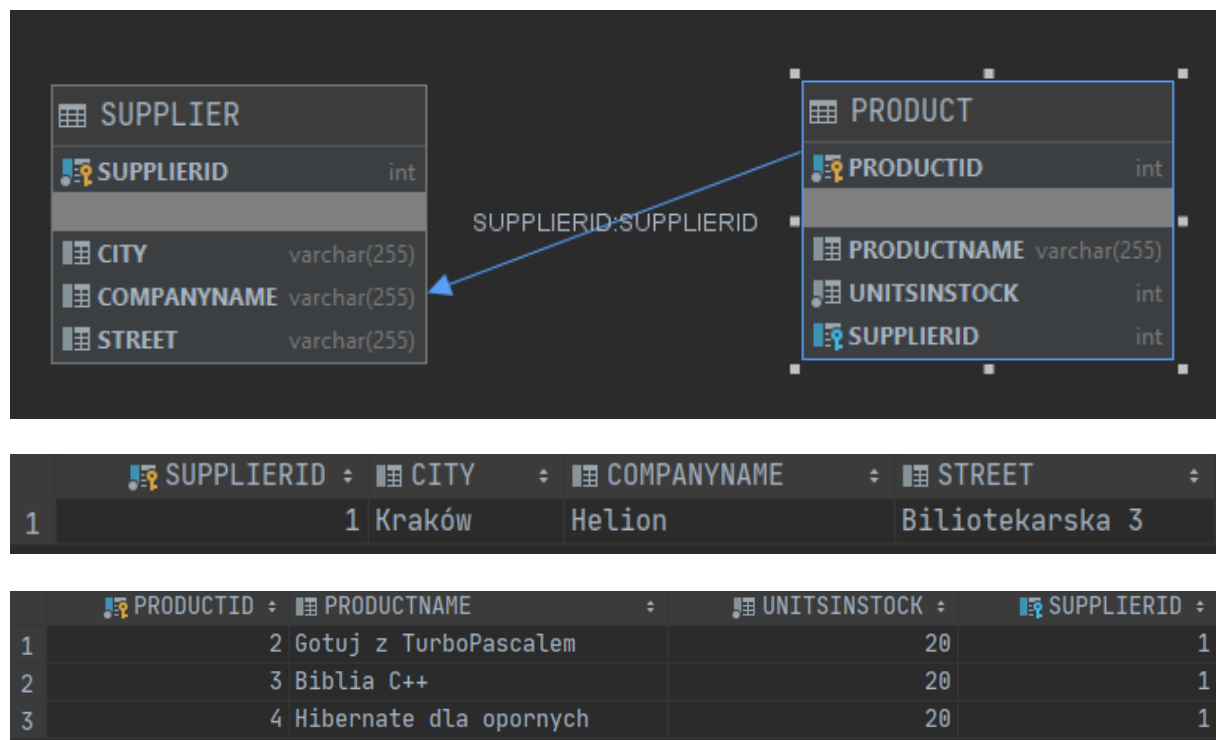 SUPPLIER
SUPPLIERID int
CITY varchar(255)
COMPANYNAME varchar(255)
STREET varchar(255)
SUPPLIERID:SUPPLIERID
PRODUCT
PRODUCTID int
PRODUCTNAME varchar(255)
UNITSINSTOCK int
SUPPLIERID int
SUPPLIERID CITY COMPANYNAME STREET
1 1 Kraków Helion Biliotekarska 3
PRODUCTID PRODUCTNAME UNITSINSTOCK SUPPLIERID
1 2 Gotuj z TurboPascalem 20 1
2 3 Biblia C++ 20 1
3 4 Hibernate dla opornych 20 1